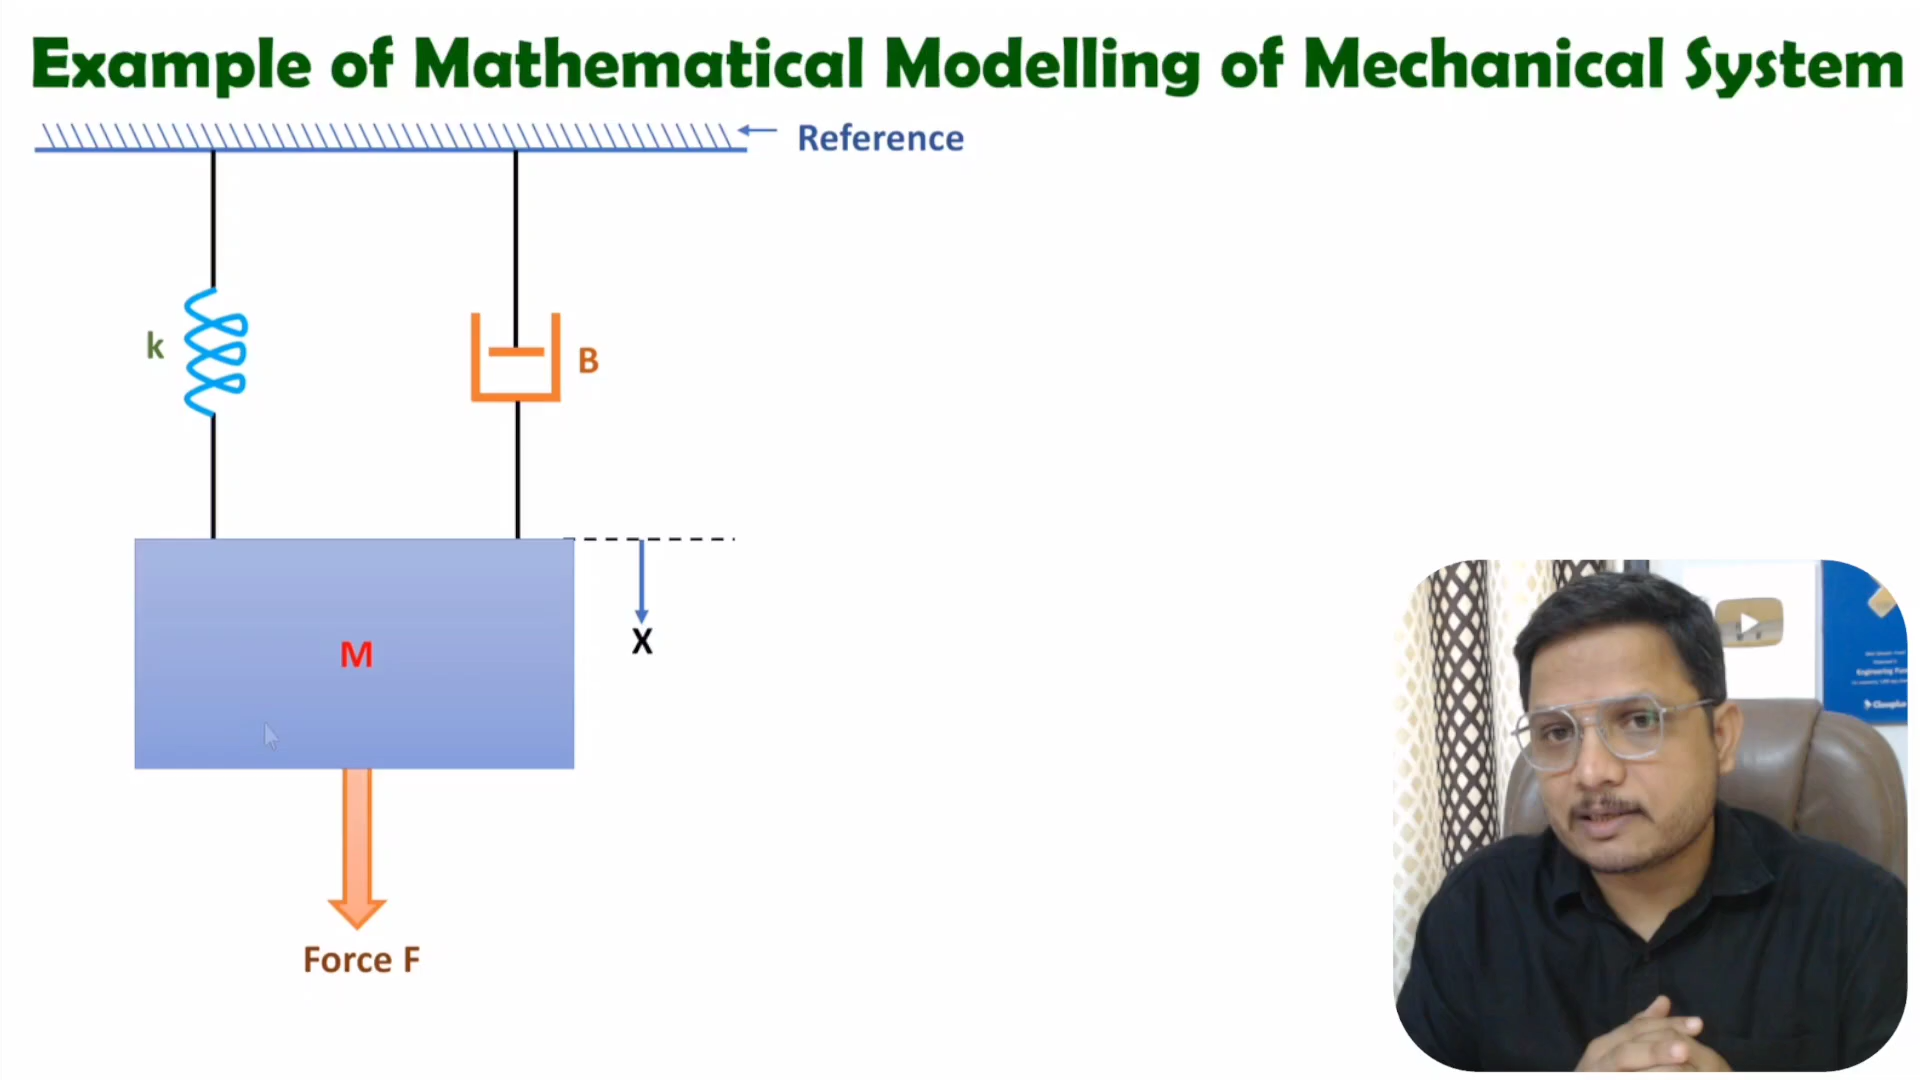 Example of Mathematical Modelling of Mechanical System
Reference
k
B
X
M
Force F